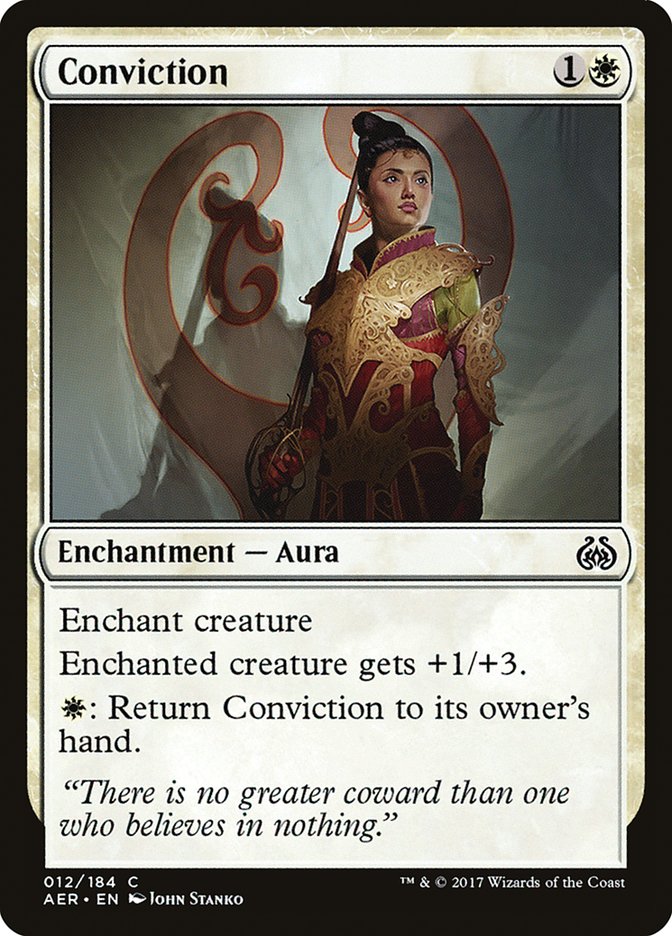 Conviction 1
Enchantment — Aura
Enchant creature
Enchanted creature gets +1/+3.
: Return Conviction to its owner's
hand.
“There is no greater coward than one
who believes in nothing.”
012/184 C
™ & © 2017 Wizards of the Coast
AER • EN John Stanko